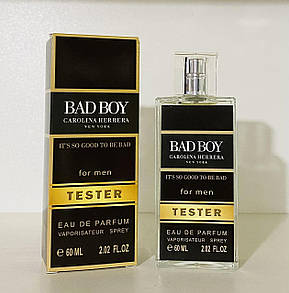 BAD BOY
CAROLINA HERRERA
NEW YORK
IT'S SO GOOD TO BE BAD
for men
TESTER
EAU DE PARFUM
VAPORISATEUR SPREY
℮ 60 ML 2.02 FL.OZ
BAD BOY
CAROLINA HERRERA
NEW YORK
IT'S SO GOOD TO BE BAD
for men
TESTER
EAU DE PARFUM
VAPORISATEUR SPREY
℮ 60 ML 2.02 FL.OZ